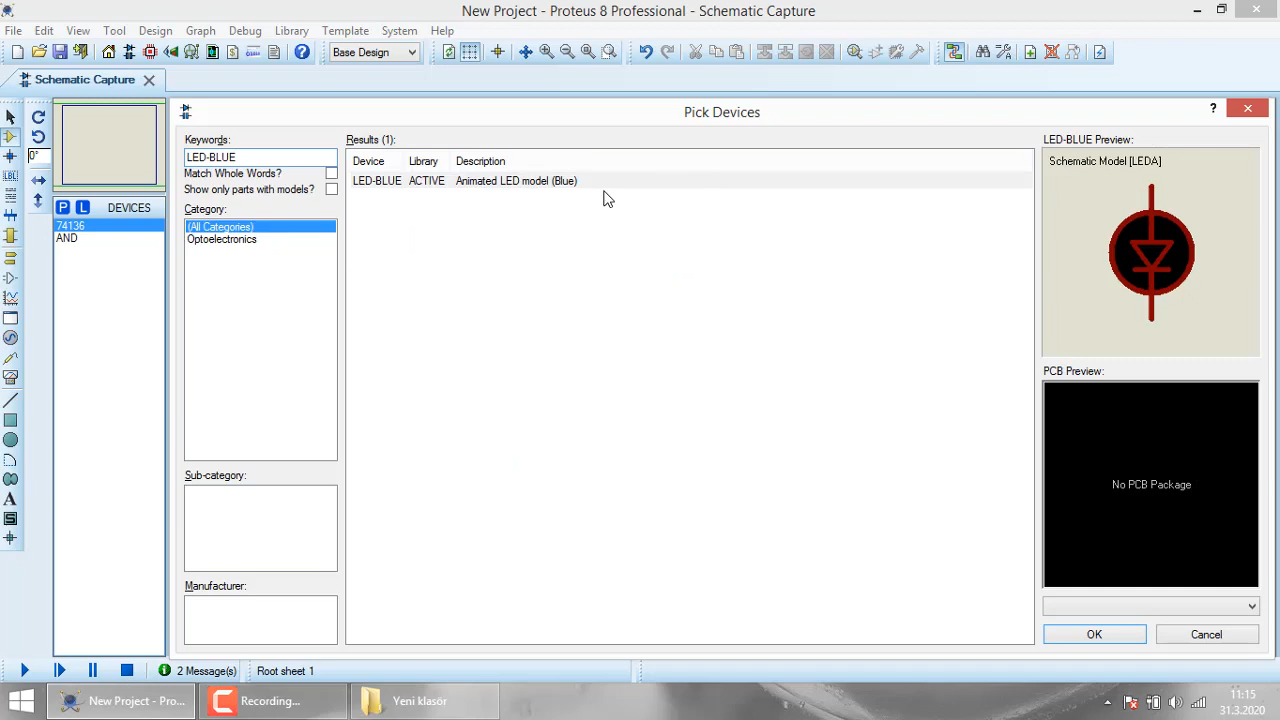 New Project - Proteus 8 Professional - Schematic Capture
File Edit View Tool Design Graph Debug Library Template System Help
Base Design
Schematic Capture
Pick Devices
?
Keywords:
LED-BLUE
Match Whole Words?
Show only parts with models?
Category:
(All Categories)
Optoelectronics
Sub-category:
Manufacturer:
Results (1):
Device Library Description
LED-BLUE ACTIVE Animated LED model (Blue)
LED-BLUE Preview:
Schematic Model [LEDA]
PCB Preview:
No PCB Package
OK Cancel
0°
LBL
A
S
P L DEVICES
74136
AND
2 Message(s) Root sheet 1
New Project - Pro... Recording... Yeni klasör
11:15
31.3.2020